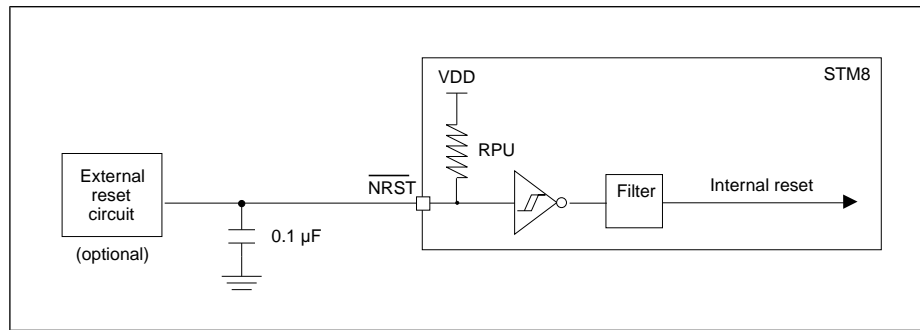 STM8
VDD
RPU
External
reset
circuit
(optional)
NRST
0.1 µF
Filter
Internal reset